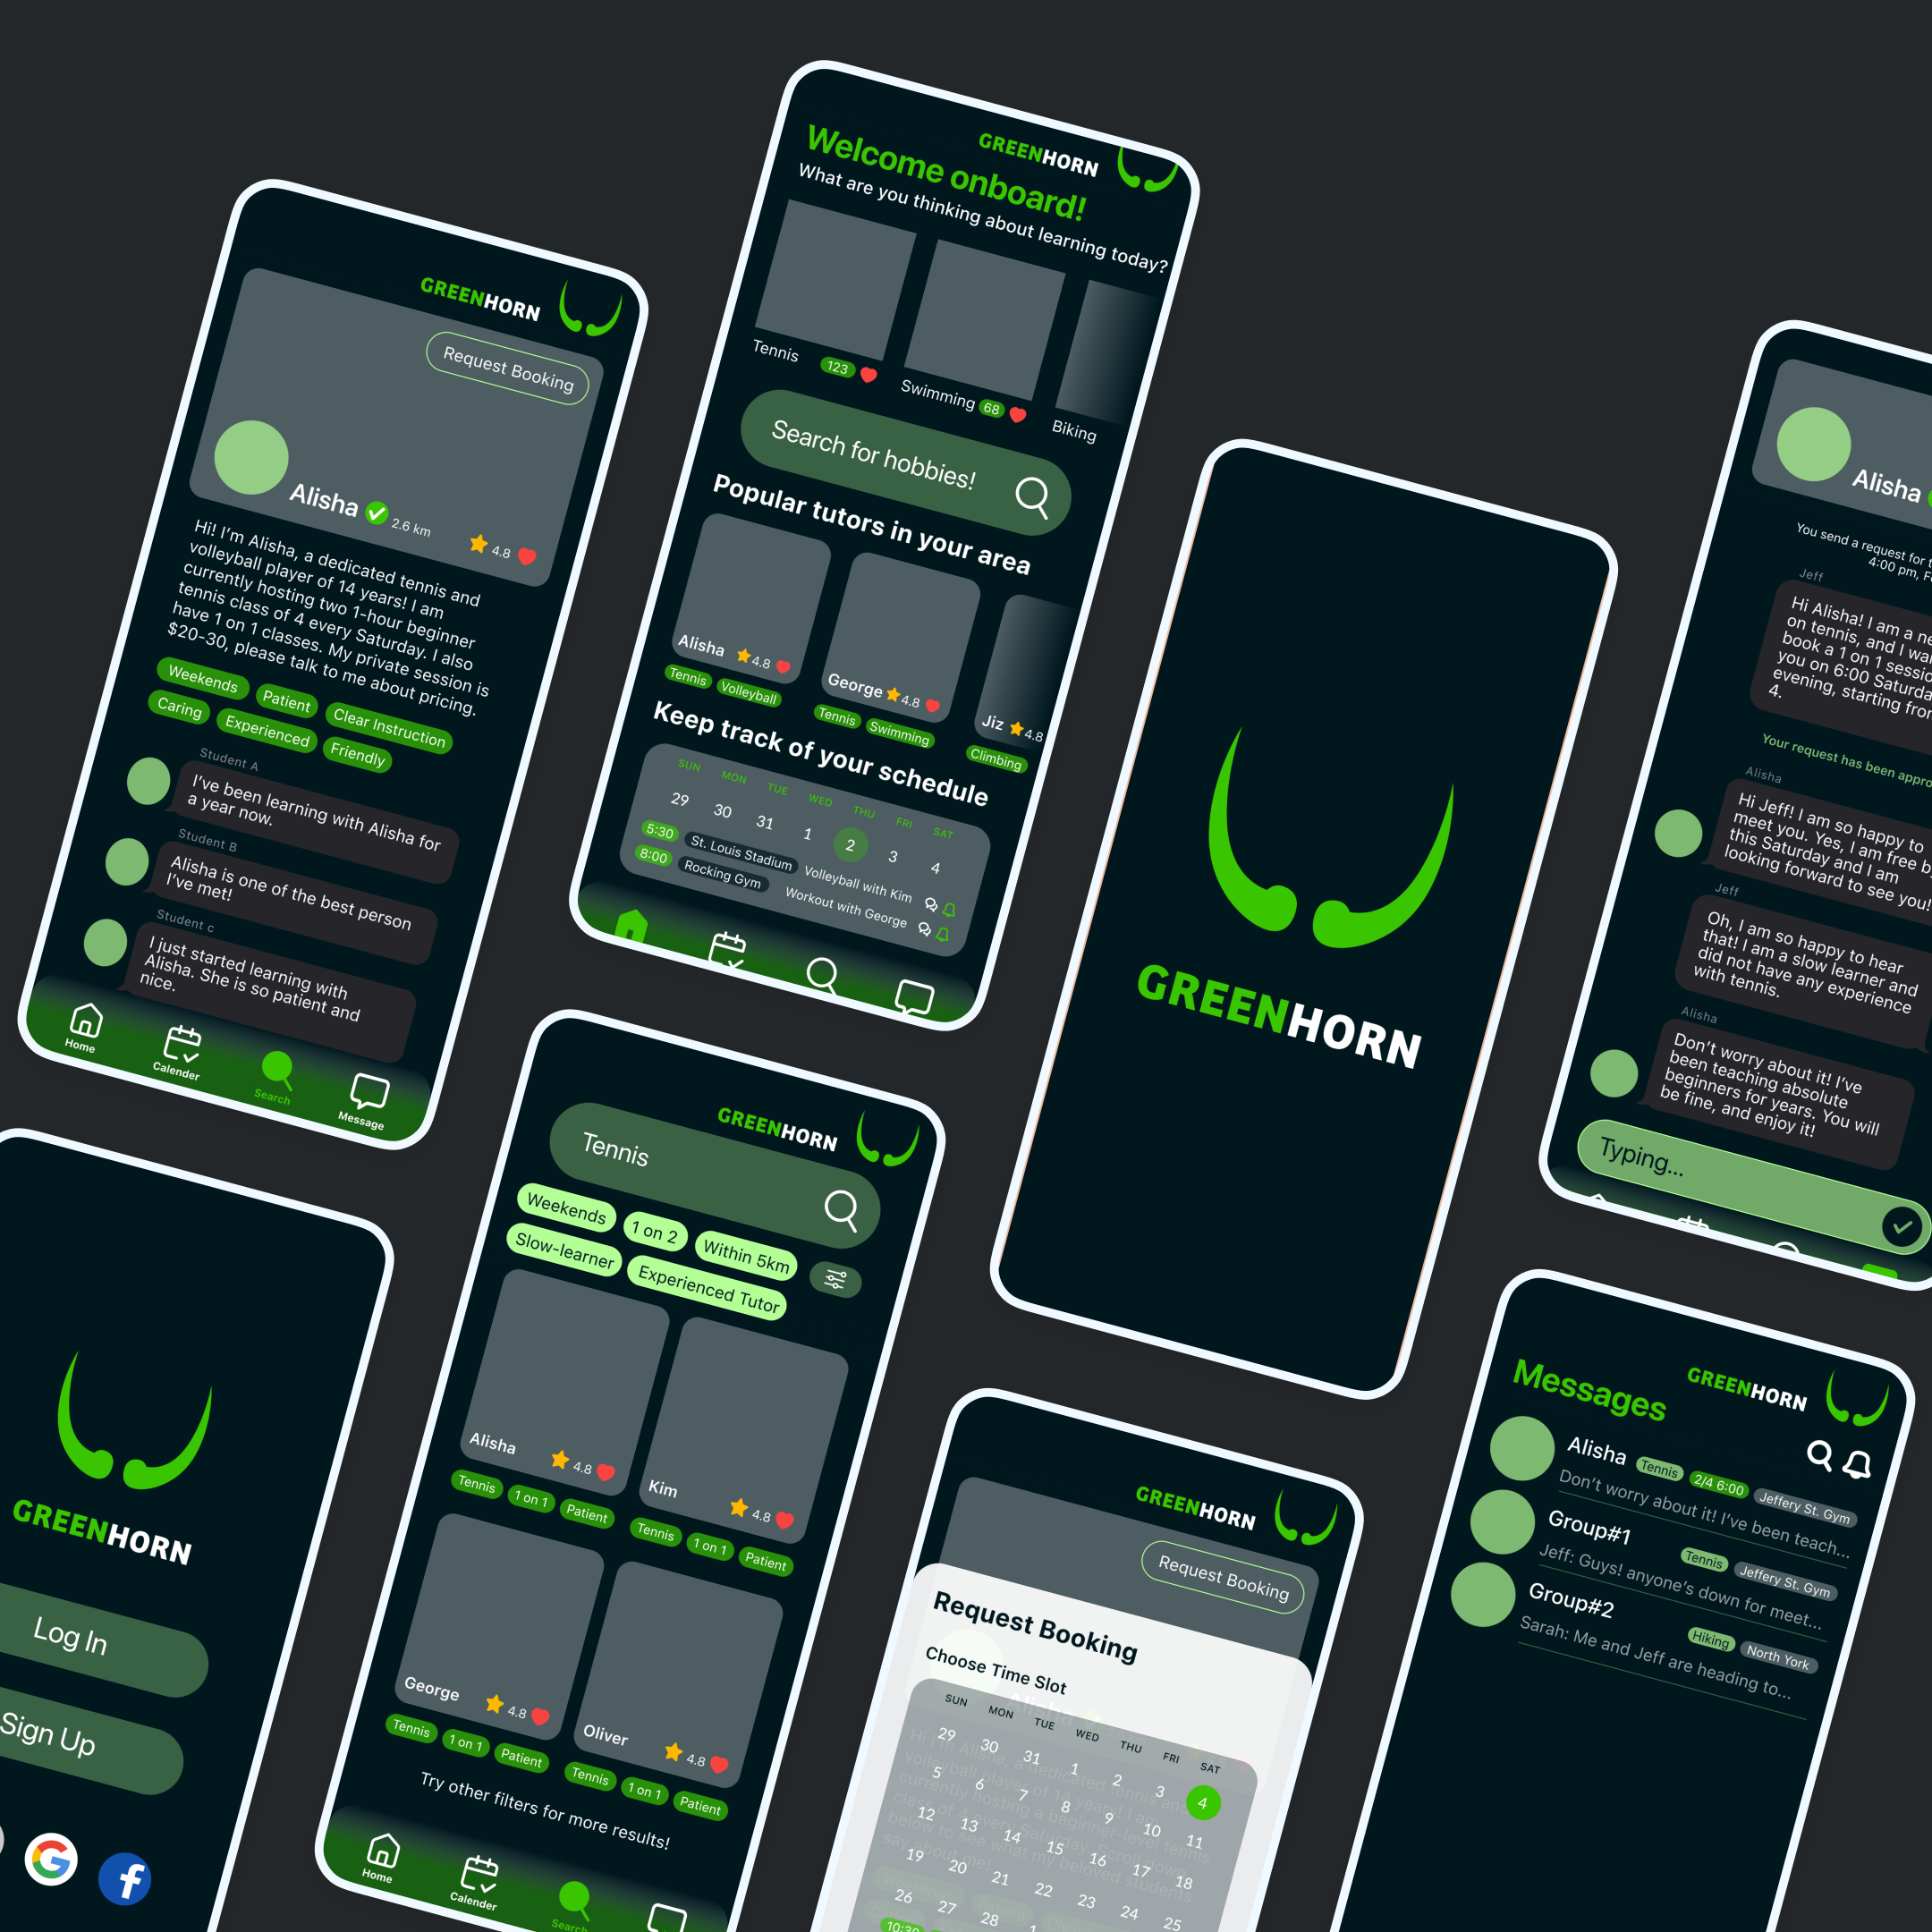 GREENHORN
Request Booking
Alisha
2.6 km
4.8
Hi! I'm Alisha, a dedicated tennis and
volleyball player of 14 years! I am
currently hosting two 1-hour beginner
tennis class of 4 every Saturday. I also
have 1 on 1 classes. My private session is
$20-30, please talk to me about pricing.
Weekends Patient Clear Instruction
Caring Experienced Friendly
Student A
I've been learning with Alisha for
a year now.
Student B
Alisha is one of the best person
I've met!
Student c
I just started learning with
Alisha. She is so patient and
nice.
Home Calender Search Message
GREENHORN
Welcome onboard!
What are you thinking about learning today?
Tennis 123
Swimming 68
Biking
Search for hobbies!
Popular tutors in your area
Alisha 4.8
Tennis Volleyball
George 4.8
Tennis Swimming
Jiz 4.8
Climbing
Keep track of your schedule
SUN MON TUE WED THU FRI SAT
29 30 31 1 2 3 4
5:30 St. Louis Stadium Volleyball with Kim
8:00 Rocking Gym Workout with George
GREENHORN
Alisha
You send a request for
4:00 pm,
Jeff
Hi Alisha! I am a
on tennis, and I
book a 1 on 1
you on 6:00
evening, starting
4.
Your request has been
Alisha
Hi Jeff! I am so happy to
meet you. Yes, I am free
this Saturday and I am
looking forward to see you!
Jeff
Oh, I am so happy to hear
that! I am a slow learner and
did not have any experience
with tennis.
Alisha
Don't worry about it! I've
been teaching absolute
beginners for years. You will
be fine, and enjoy it!
Typing...
GREENHORN
Log In
Sign Up
GREENHORN
Tennis
Weekends 1 on 2 Within 5km
Slow-learner Experienced Tutor
Alisha 4.8
Tennis 1 on 1 Patient
Kim 4.8
Tennis 1 on 1 Patient
George 4.8
Tennis 1 on 1 Patient
Oliver 4.8
Tennis 1 on 1 Patient
Try other filters for more results!
Home Calender Search
GREENHORN
Request Booking
Request Booking
Choose Time Slot
SUN MON TUE WED THU FRI SAT
29 30 31 1 2 3 4
5 6 7 8 9 10 11
12 13 14 15 16 17 18
19 20 21 22 23 24 25
26 27 28 1
10:30
GREENHORN
Messages
Alisha Tennis 2/4 6:00 Jeffery St. Gym
Don't worry about it! I've been teach...
Group#1 Tennis Jeffery St. Gym
Jeff: Guys! anyone's down for meet...
Group#2 Hiking North York
Sarah: Me and Jeff are heading to...